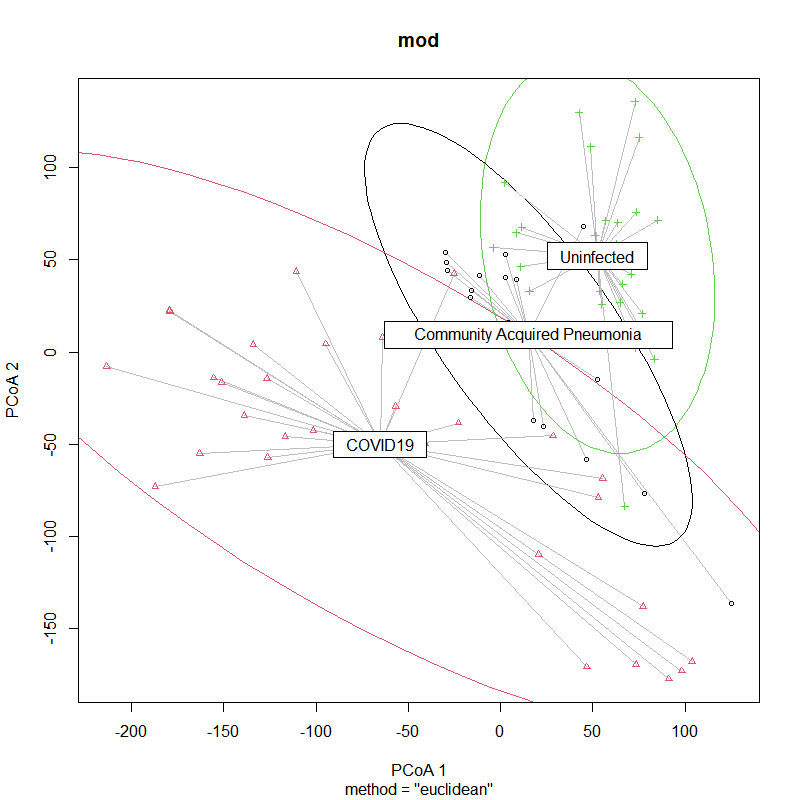 mod
PCoA 2
100
50
0
-50
-100
-150
Uninfected
Community Acquired Pneumonia
COVID19
-200
-150
-100
-50
0
50
100
PCoA 1
method = "euclidean"